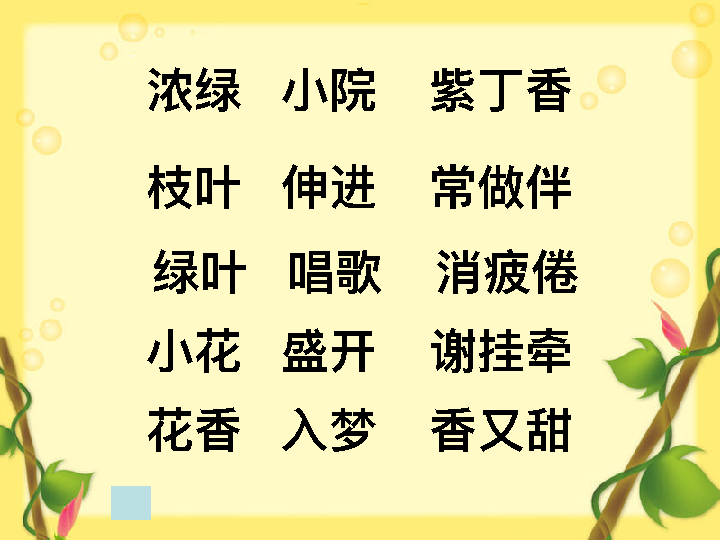 浓绿 小院 紫丁香
枝叶 伸进 常做伴
绿叶 唱歌 消疲倦
小花 盛开 谢挂牵
花香 入梦 香又甜